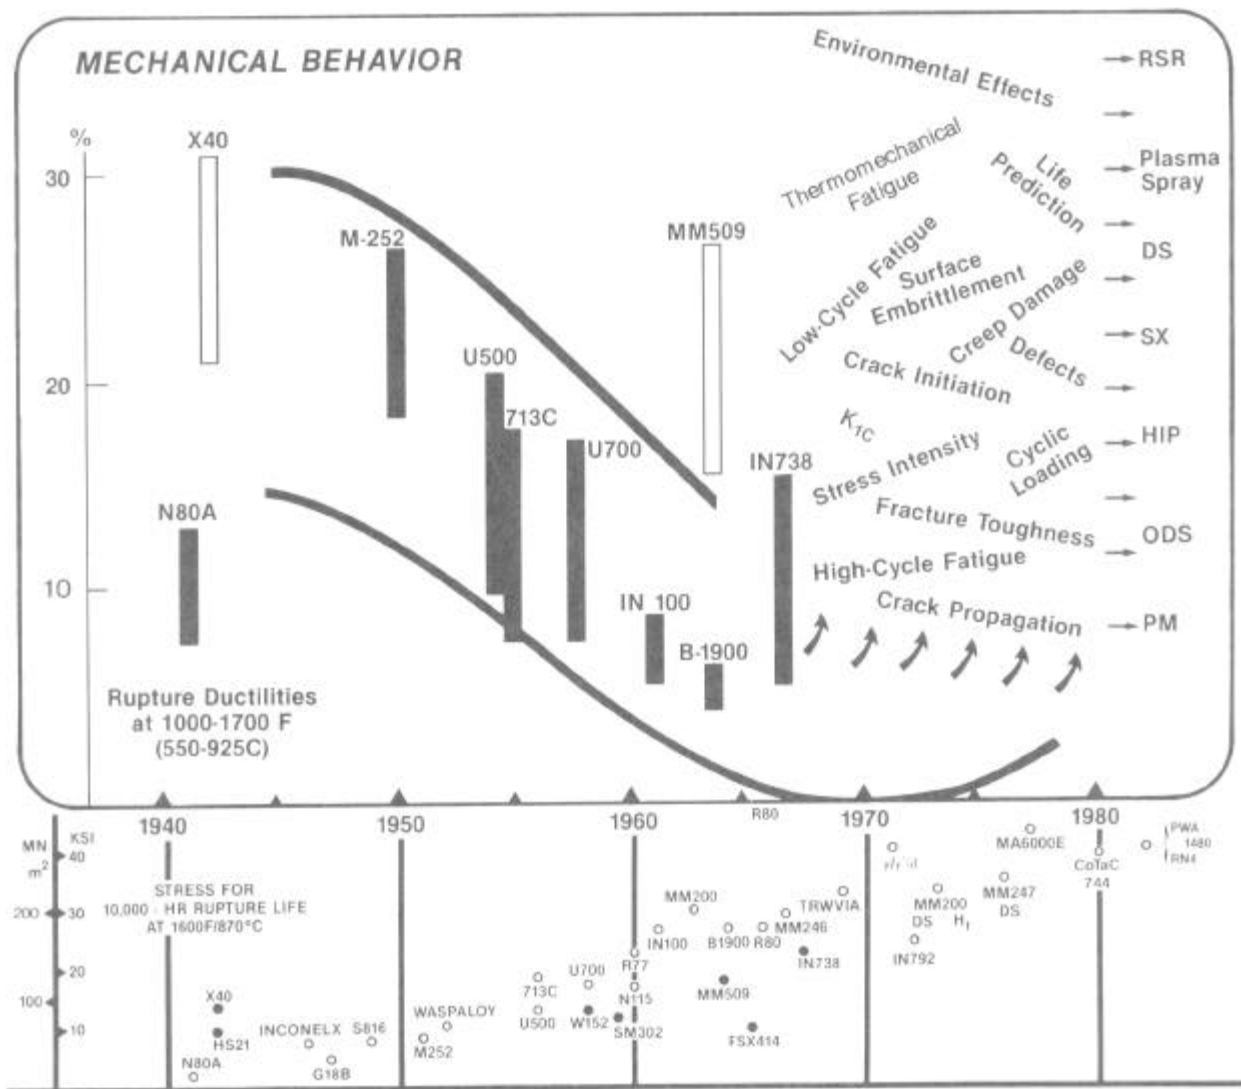 MECHANICAL BEHAVIOR
%
30
20
10
X40
M-252
MM509
U500
713C
U700
IN738
N80A
IN 100
B-1900
Rupture Ductilities
at 1000-1700 F
(550-925C)
Environmental Effects
Thermomechanical
Fatigue
Life
Prediction
Low-Cycle Fatigue
Surface
Embrittlement
Creep Damage
Crack Initiation
Defects
K1C
Stress Intensity
Cyclic
Loading
Fracture Toughness
High-Cycle Fatigue
Crack Propagation
RSR
Plasma
Spray
DS
SX
HIP
ODS
PM
1940
1950
1960
R80
1970
1980
MN
m2
KSI
40
200
30
20
100
10
STRESS FOR
10,000 - HR RUPTURE LIFE
AT 1600F/870°C
X40
HS21
N80A
INCONELX
S816
G18B
WASPALOY
M252
713C
U500
U700
W152
R77
N115
SM302
MM200
IN100
B1900
R80
MM246
TRWVIA
MM509
FSX414
IN738
MM200
DS
H1
IN792
MA6000E
MM247
DS
CoTaC
744
PWA
1480
RN4